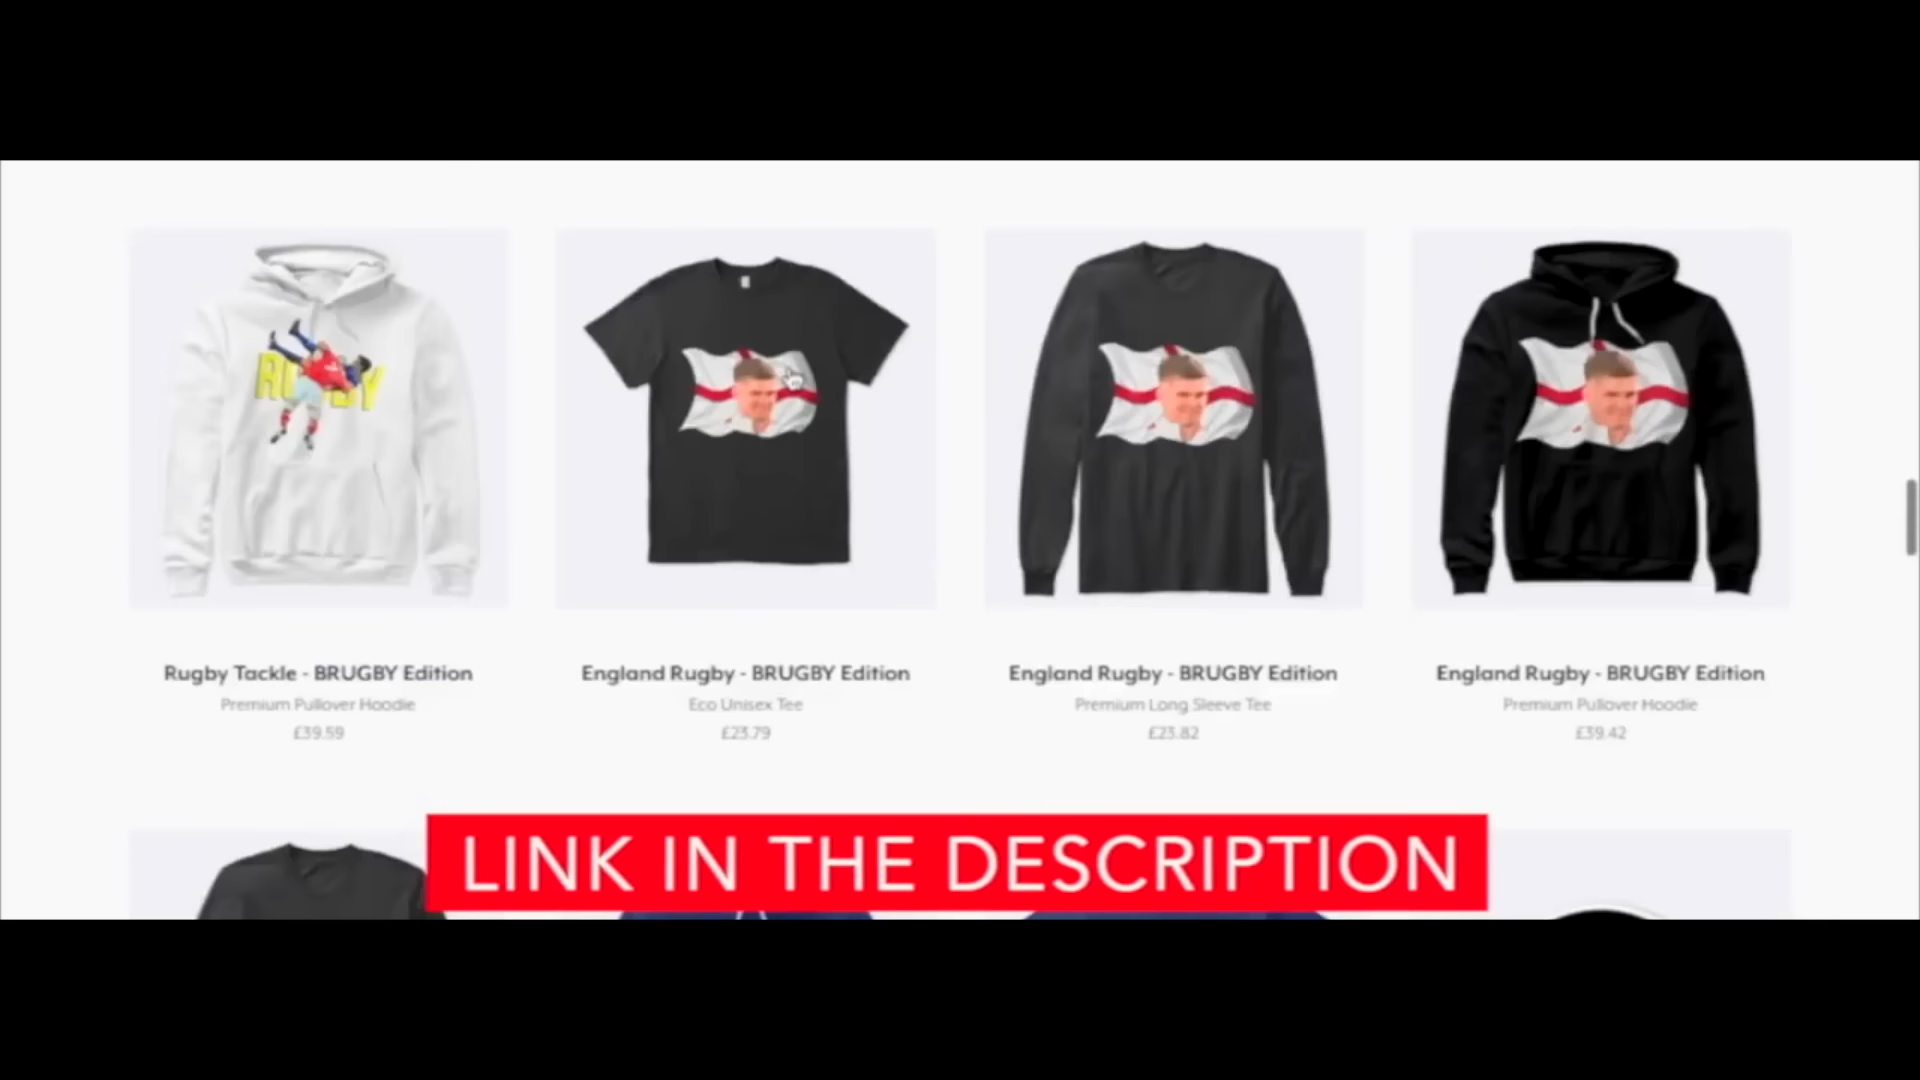 Rugby Tackle - BRUGBY Edition
Premium Pullover Hoodie
£39.59
England Rugby - BRUGBY Edition
Eco Unisex Tee
£23.79
England Rugby - BRUGBY Edition
Premium Long Sleeve Tee
£23.82
England Rugby - BRUGBY Edition
Premium Pullover Hoodie
£39.42
LINK IN THE DESCRIPTION